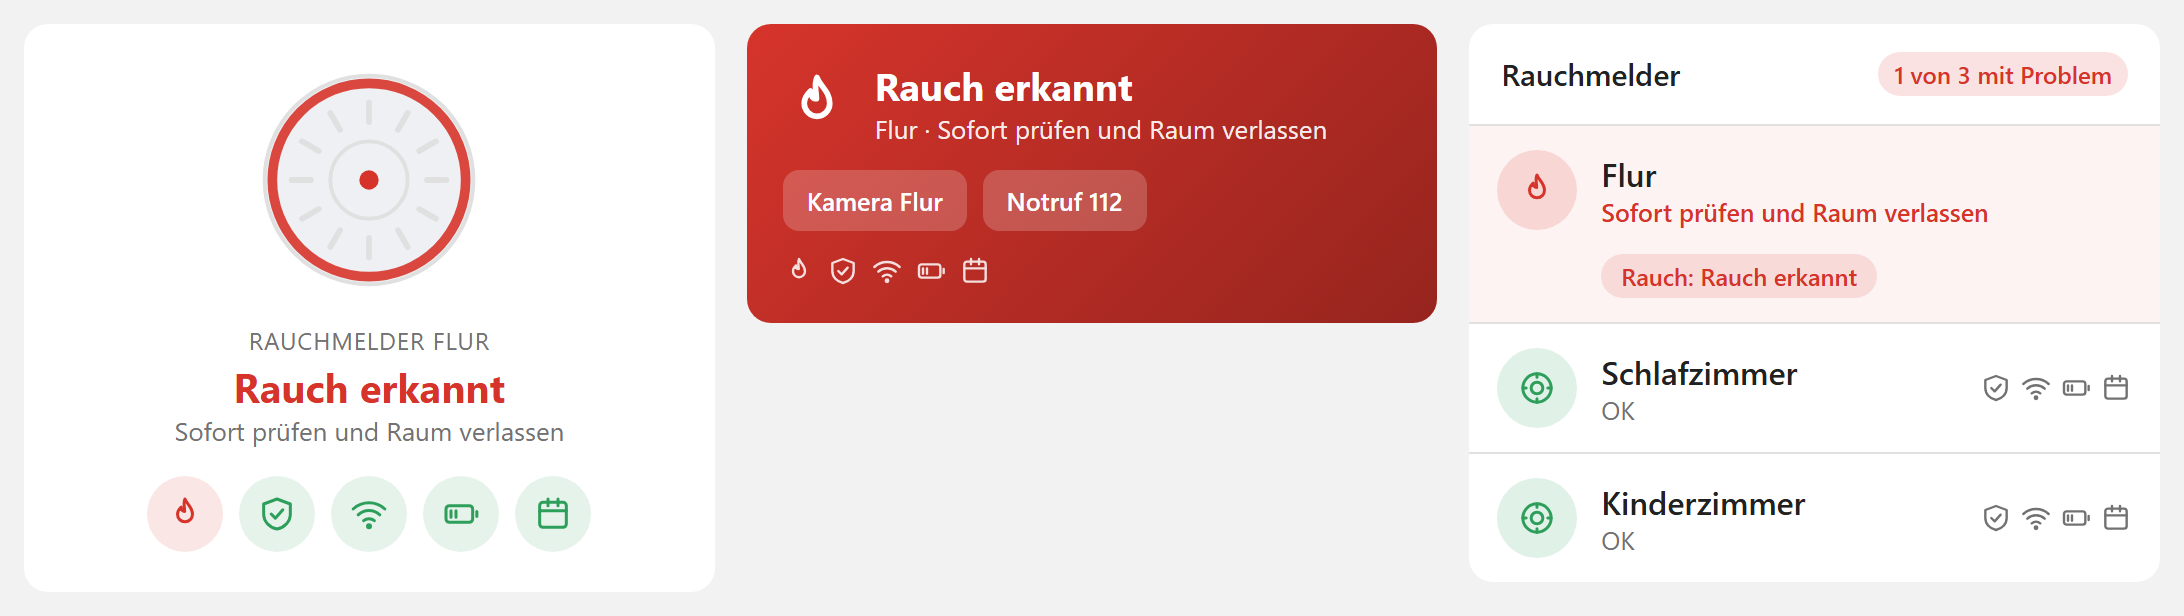 RAUCHMELDER FLUR
Rauch erkannt
Sofort prüfen und Raum verlassen
Rauch erkannt
Flur · Sofort prüfen und Raum verlassen
Kamera Flur
Notruf 112
Rauchmelder
1 von 3 mit Problem
Flur
Sofort prüfen und Raum verlassen
Rauch: Rauch erkannt
Schlafzimmer
OK
Kinderzimmer
OK